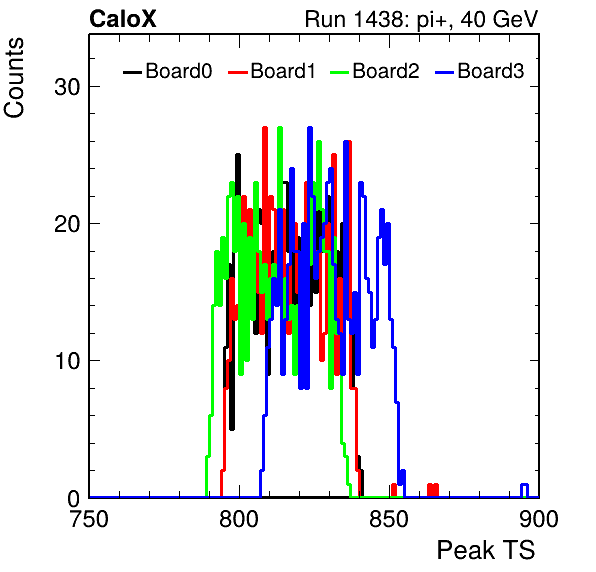 CaloX Run 1438: pi+, 40 GeV
Counts
Board0 Board1 Board2 Board3
30
20
10
0
750 800 850 900
Peak TS